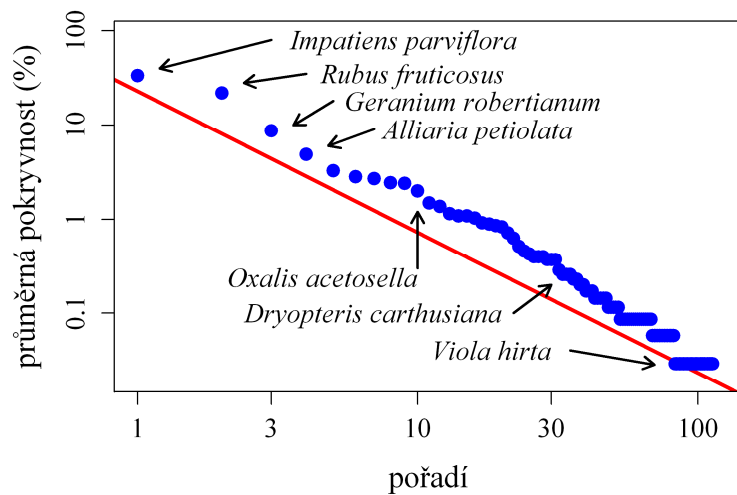 100
10
1
0.1
průměrná pokryvnost (%)
Impatiens parviflora
Rubus fruticosus
Geranium robertianum
Alliaria petiolata
Oxalis acetosella
Dryopteris carthusiana
Viola hirta
1
3
10
30
100
pořadí